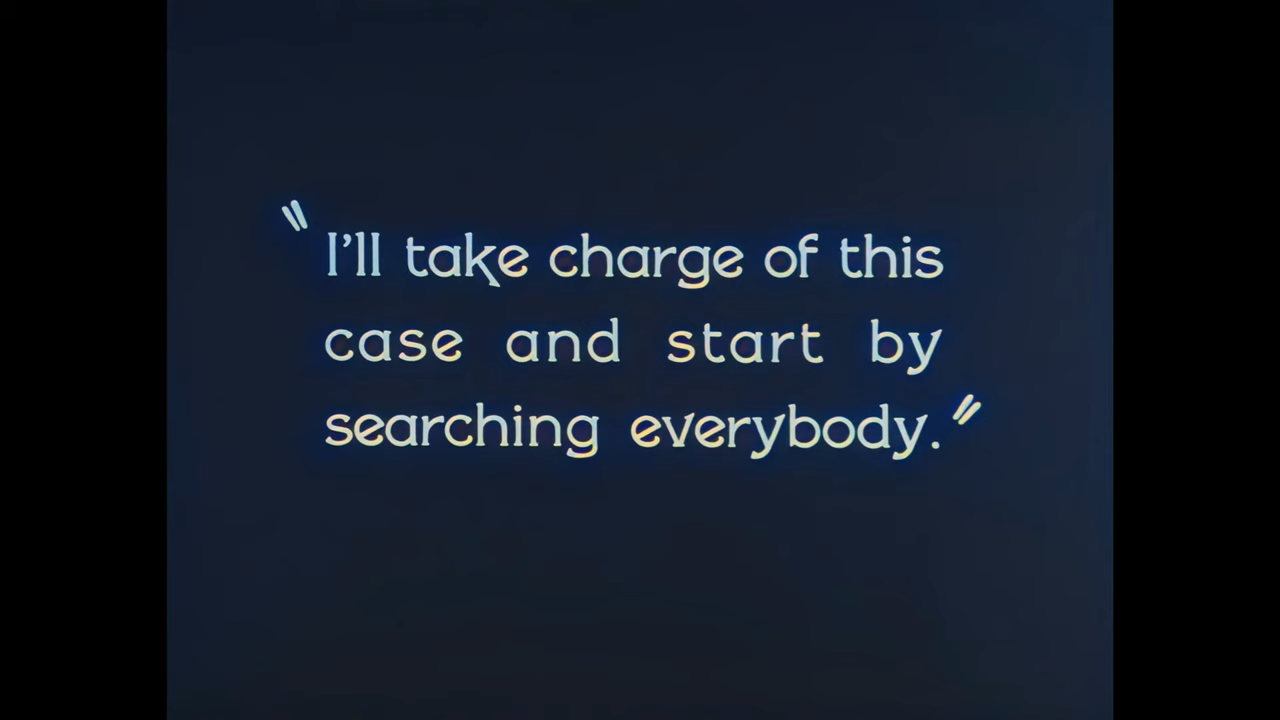 "I'll take charge of this
case and start by
searching everybody."